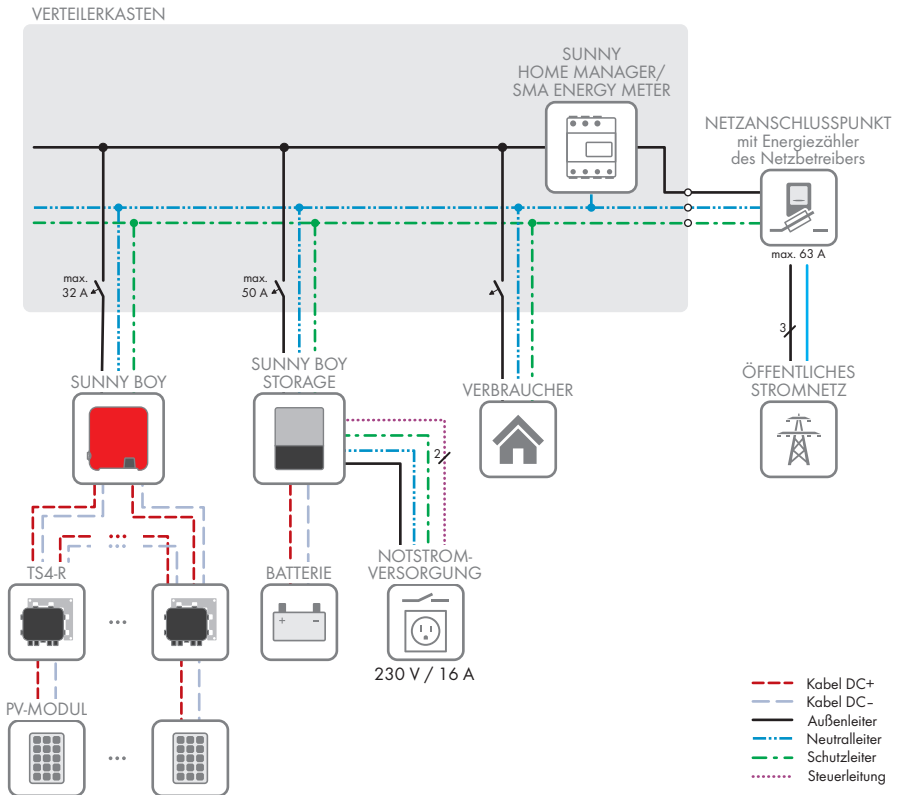 VERTEILERKASTEN
SUNNY
HOME MANAGER/
SMA ENERGY METER
NETZANSCHLUSSPUNKT
mit Energiezähler
des Netzbetreibers
max. 63 A
max.
32 A
max.
50 A
3
SUNNY BOY
SUNNY BOY
STORAGE
VERBRAUCHER
ÖFFENTLICHES
STROMNETZ
2
TS4-R
BATTERIE
NOTSTROM-
VERSORGUNG
230 V / 16 A
PV-MODUL
Kabel DC+
Kabel DC–
Außenleiter
Neutralleiter
Schutzleiter
Steuerleitung